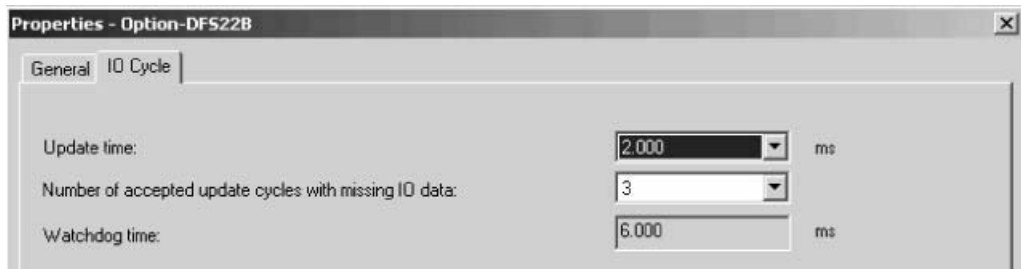 Properties - Option-DFS22B
General IO Cycle
Update time: 2.000 ms
Number of accepted update cycles with missing IO data: 3
Watchdog time: 6.000 ms